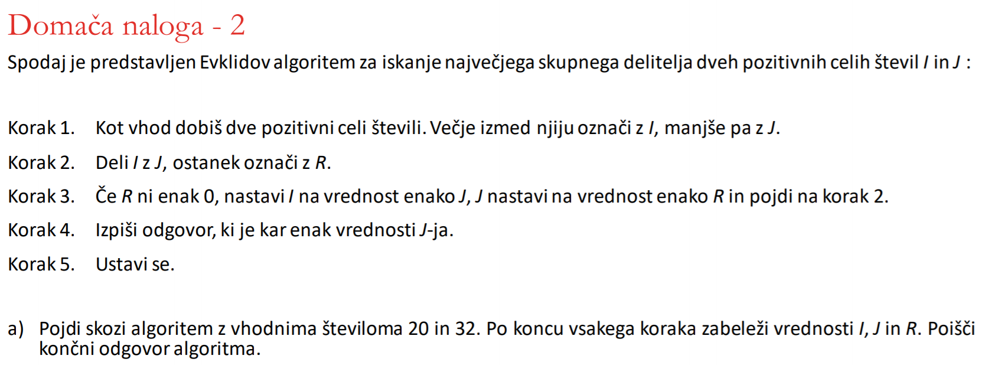 Domača naloga - 2
Spodaj je predstavljen Evklidov algoritem za iskanje največjega skupnega delitelja dveh pozitivnih celih števil I in J :
Korak 1. Kot vhod dobiš dve pozitivni celi števili. Večje izmed njiju označi z I, manjše pa z J.
Korak 2. Deli I z J, ostanek označi z R.
Korak 3. Če R ni enak 0, nastavi I na vrednost enako J, J nastavi na vrednost enako R in pojdi na korak 2.
Korak 4. Izpiši odgovor, ki je kar enak vrednosti J-ja.
Korak 5. Ustavi se.
a) Pojdi skozi algoritem z vhodnima številoma 20 in 32. Po koncu vsakega koraka zabeleži vrednosti I, J in R. Poišči
končni odgovor algoritma.